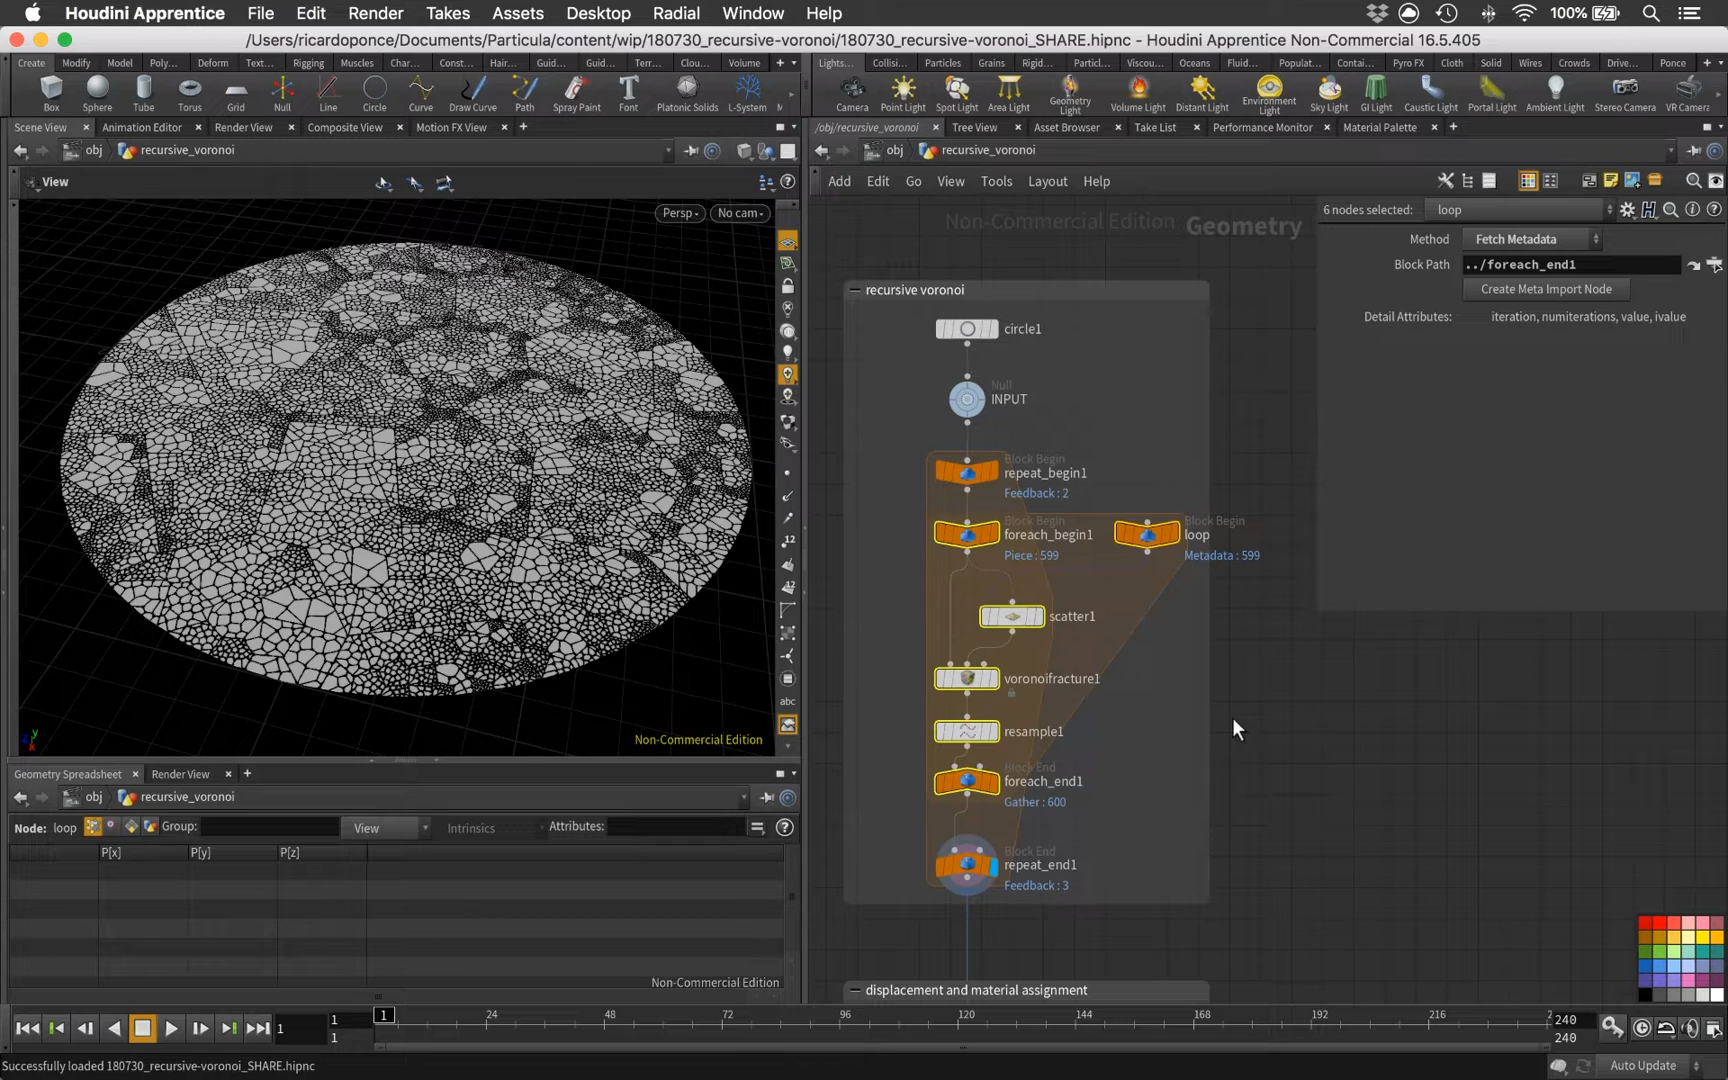 Houdini Apprentice File Edit Render Takes Assets Desktop Radial Window Help 100%
/Users/ricardoponce/Documents/Particula/content/wip/180730_recursive-voronoi/180730_recursive-voronoi_SHARE.hipnc - Houdini Apprentice Non-Commercial 16.5.405
Create Modify Model Poly... Deform Text... Rigging Muscles Char... Const... Hair... Guid... Guid... Terr... Clou... Volume
Lights... Collisi... Particles Grains Rigid... Particl... Viscou... Oceans Fluid... Populat... Contai... Pyro FX Cloth Solid Wires Crowds Drive... Ponce
Box Sphere Tube Torus Grid Null Line Circle Curve Draw Curve Path Spray Paint Font Platonic Solids L-System
Camera Point Light Spot Light Area Light Geometry Light Volume Light Distant Light Environment Light Sky Light GI Light Caustic Light Portal Light Ambient Light Stereo Camera VR Camera
Scene View Animation Editor Render View Composite View Motion FX View
/obj/recursive_voronoi Tree View Asset Browser Take List Performance Monitor Material Palette
obj recursive_voronoi
obj recursive_voronoi
View
Add Edit Go View Tools Layout Help
Persp No cam
Non-Commercial Edition Geometry
6 nodes selected: loop
Method Fetch Metadata
Block Path ../foreach_end1
Create Meta Import Node
Detail Attributes: iteration, numiterations, value, ivalue
recursive voronoi
circle1
Null
INPUT
Block Begin
repeat_begin1
Feedback : 2
Block Begin
foreach_begin1
Piece : 599
Block Begin
loop
Metadata : 599
scatter1
voronoifracture1
resample1
Block End
foreach_end1
Gather : 600
Block End
repeat_end1
Feedback : 3
displacement and material assignment
12
12
abc
z y x
Non-Commercial Edition
Geometry Spreadsheet Render View
obj recursive_voronoi
Node: loop Group: View Intrinsics Attributes:
P[x] P[y] P[z]
Non-Commercial Edition
1 1 1 1 24 48 72 96 120 144 168 192 216 2 240 240
Successfully loaded 180730_recursive-voronoi_SHARE.hipnc
Auto Update